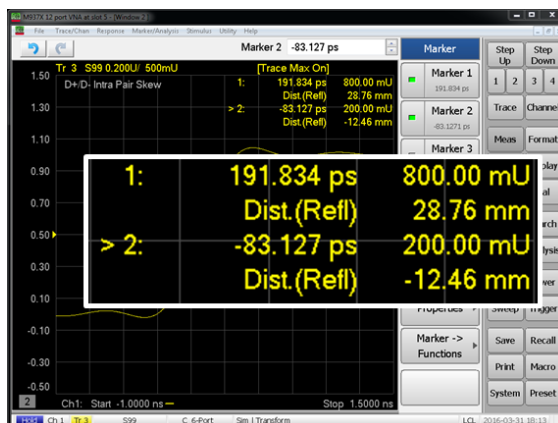 M937X 12 port VNA at slot 5 - [Window 2]
File Trace/Chan Response Marker/Analysis Stimulus Utility Help
Marker 2 -83.127 ps
Marker
Step Up
Step Down
Tr 3 S99 0.200U/ 500mU
[Trace Max On]
D+/D- Intra Pair Skew
1: 191.834 ps 800.00 mU
Dist.(Refl) 28.76 mm
> 2: -83.127 ps 200.00 mU
Dist.(Refl) -12.46 mm
1.50
1.30
1.10
0.90
0.70
0.50
0.30
0.10
-0.10
-0.30
-0.50
Marker 1
191.834 ps
Marker 2
-83.1271 ps
Marker 3
1 2 3 4
Trace
Meas
Format
1: 191.834 ps 800.00 mU
Dist.(Refl) 28.76 mm
> 2: -83.127 ps 200.00 mU
Dist.(Refl) -12.46 mm
Marker ->
Functions
Save Recall
Print Macro
System Preset
2 Ch1: Start -1.0000 ns
Stop 1.5000 ns
Ch 1 Tr 3 S99 C 6-Port Sim | Transform LCL 2016-03-31 18:13